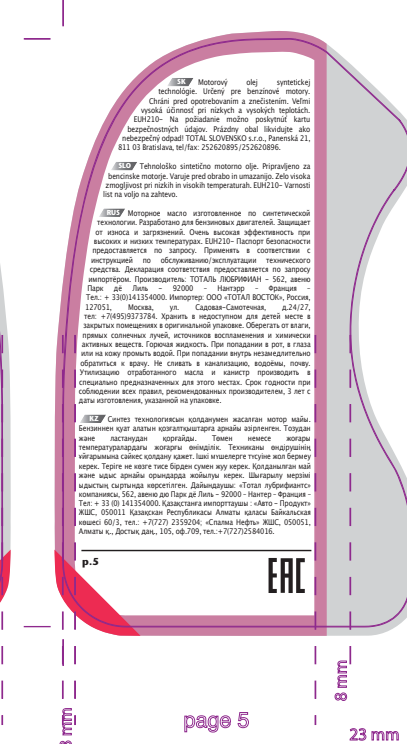 SK Motorový olej syntetickej
technológie. Určený pre benzínové motory.
Chráni pred opotrebovaním a znečistením. Veľmi
vysoká účinnosť pri nízkych a vysokých teplotách.
EUH210– Na požiadanie možno poskytnúť kartu
bezpečnostných údajov. Prázdny obal likvidujte ako
nebezpečný odpad! TOTAL SLOVENSKO s.r.o., Panenská 21,
811 03 Bratislava, tel/fax: 252620895/252620896.
SLO Tehnološko sintetično motorno olje. Pripravljeno za
bencinske motorje. Varuje pred obrabo in umazanijo. Zelo visoka
zmogljivost pri nizkih in visokih temperaturah. EUH210– Varnosti
list na voljo na zahtevo.
RUS Моторное масло изготовленное по синтетической
технологии. Разработано для бензиновых двигателей. Защищает
от износа и загрязнений. Очень высокая эффективность при
высоких и низких температурах. EUH210– Паспорт безопасности
предоставляется по запросу. Применять в соответствии с
инструкцией по обслуживанию/эксплуатации технического
средства. Декларация соответствия предоставляется по запросу
импортёром. Производитель: ТОТАЛЬ ЛЮБРИФИАН – 562, авеню
Парк дё Лиль – 92000 - Нантэрр – Франция –
Тел.: + 33(0)141354000. Импортер: ООО «ТОТАЛ ВОСТОК», Россия,
127051, Москва, ул. Садовая–Самотечная, д.24/27,
тел: +7(495)9373784. Хранить в недоступном для детей месте в
закрытых помещениях в оригинальной упаковке. Оберегать от влаги,
прямых солнечных лучей, источников воспламенения и химически
активных веществ. Горючая жидкость. При попадании в рот, в глаза
или на кожу промыть водой. При попадании внутрь незамедлительно
обратиться к врачу. Не сливать в канализацию, водоёмы, почву.
Утилизацию отработанного масла и канистр производить в
специально предназначенных для этого местах. Срок годности при
соблюдении всех правил, рекомендованных производителем, 3 лет с
даты изготовления, указанной на упаковке.
KZ Синтез технологиясын қолданумен жасалған мотор майы.
Бензиннен қуат алатын қозғалтқыштарға арнайы әзірленген. Тозудан
және ластанудан қорғайды. Төмен немесе жоғары
температуралардағы жоғарғы өнімділік. Техниканы өндірушінің
ұйғарымына сәйкес қолдану қажет. Ішкі мүшелерге түсуіне жол бермеу
керек. Теріге не көзге тисе бірден сумен жуу керек. Қолданылған май
және ыдыс арнайы орындарда жойылуы керек. Шығарылу мерзімі
ыдыстың сыртында көрсетілген. Дайындаушы: «Тотал лубрифиантс»
компаниясы, 562, авеню дю Парк дё Лиль – 92000 - Нантер - Франция –
Тел: + 33 (0) 141354000. Қазақстанға импорттаушы : «Авто – Продукт»
ЖШС, 050011 Қазақскан Республикасы Алматы қаласы Байкальская
көшесі 60/3, тел.: +7(727) 2359204; «Спалма Нефть» ЖШС, 050051,
Алматы қ., Достық даң., 105, оф.709, тел.:+7(727)2584016.
p.5
EAC
8 mm
8 mm
page 5
23 mm